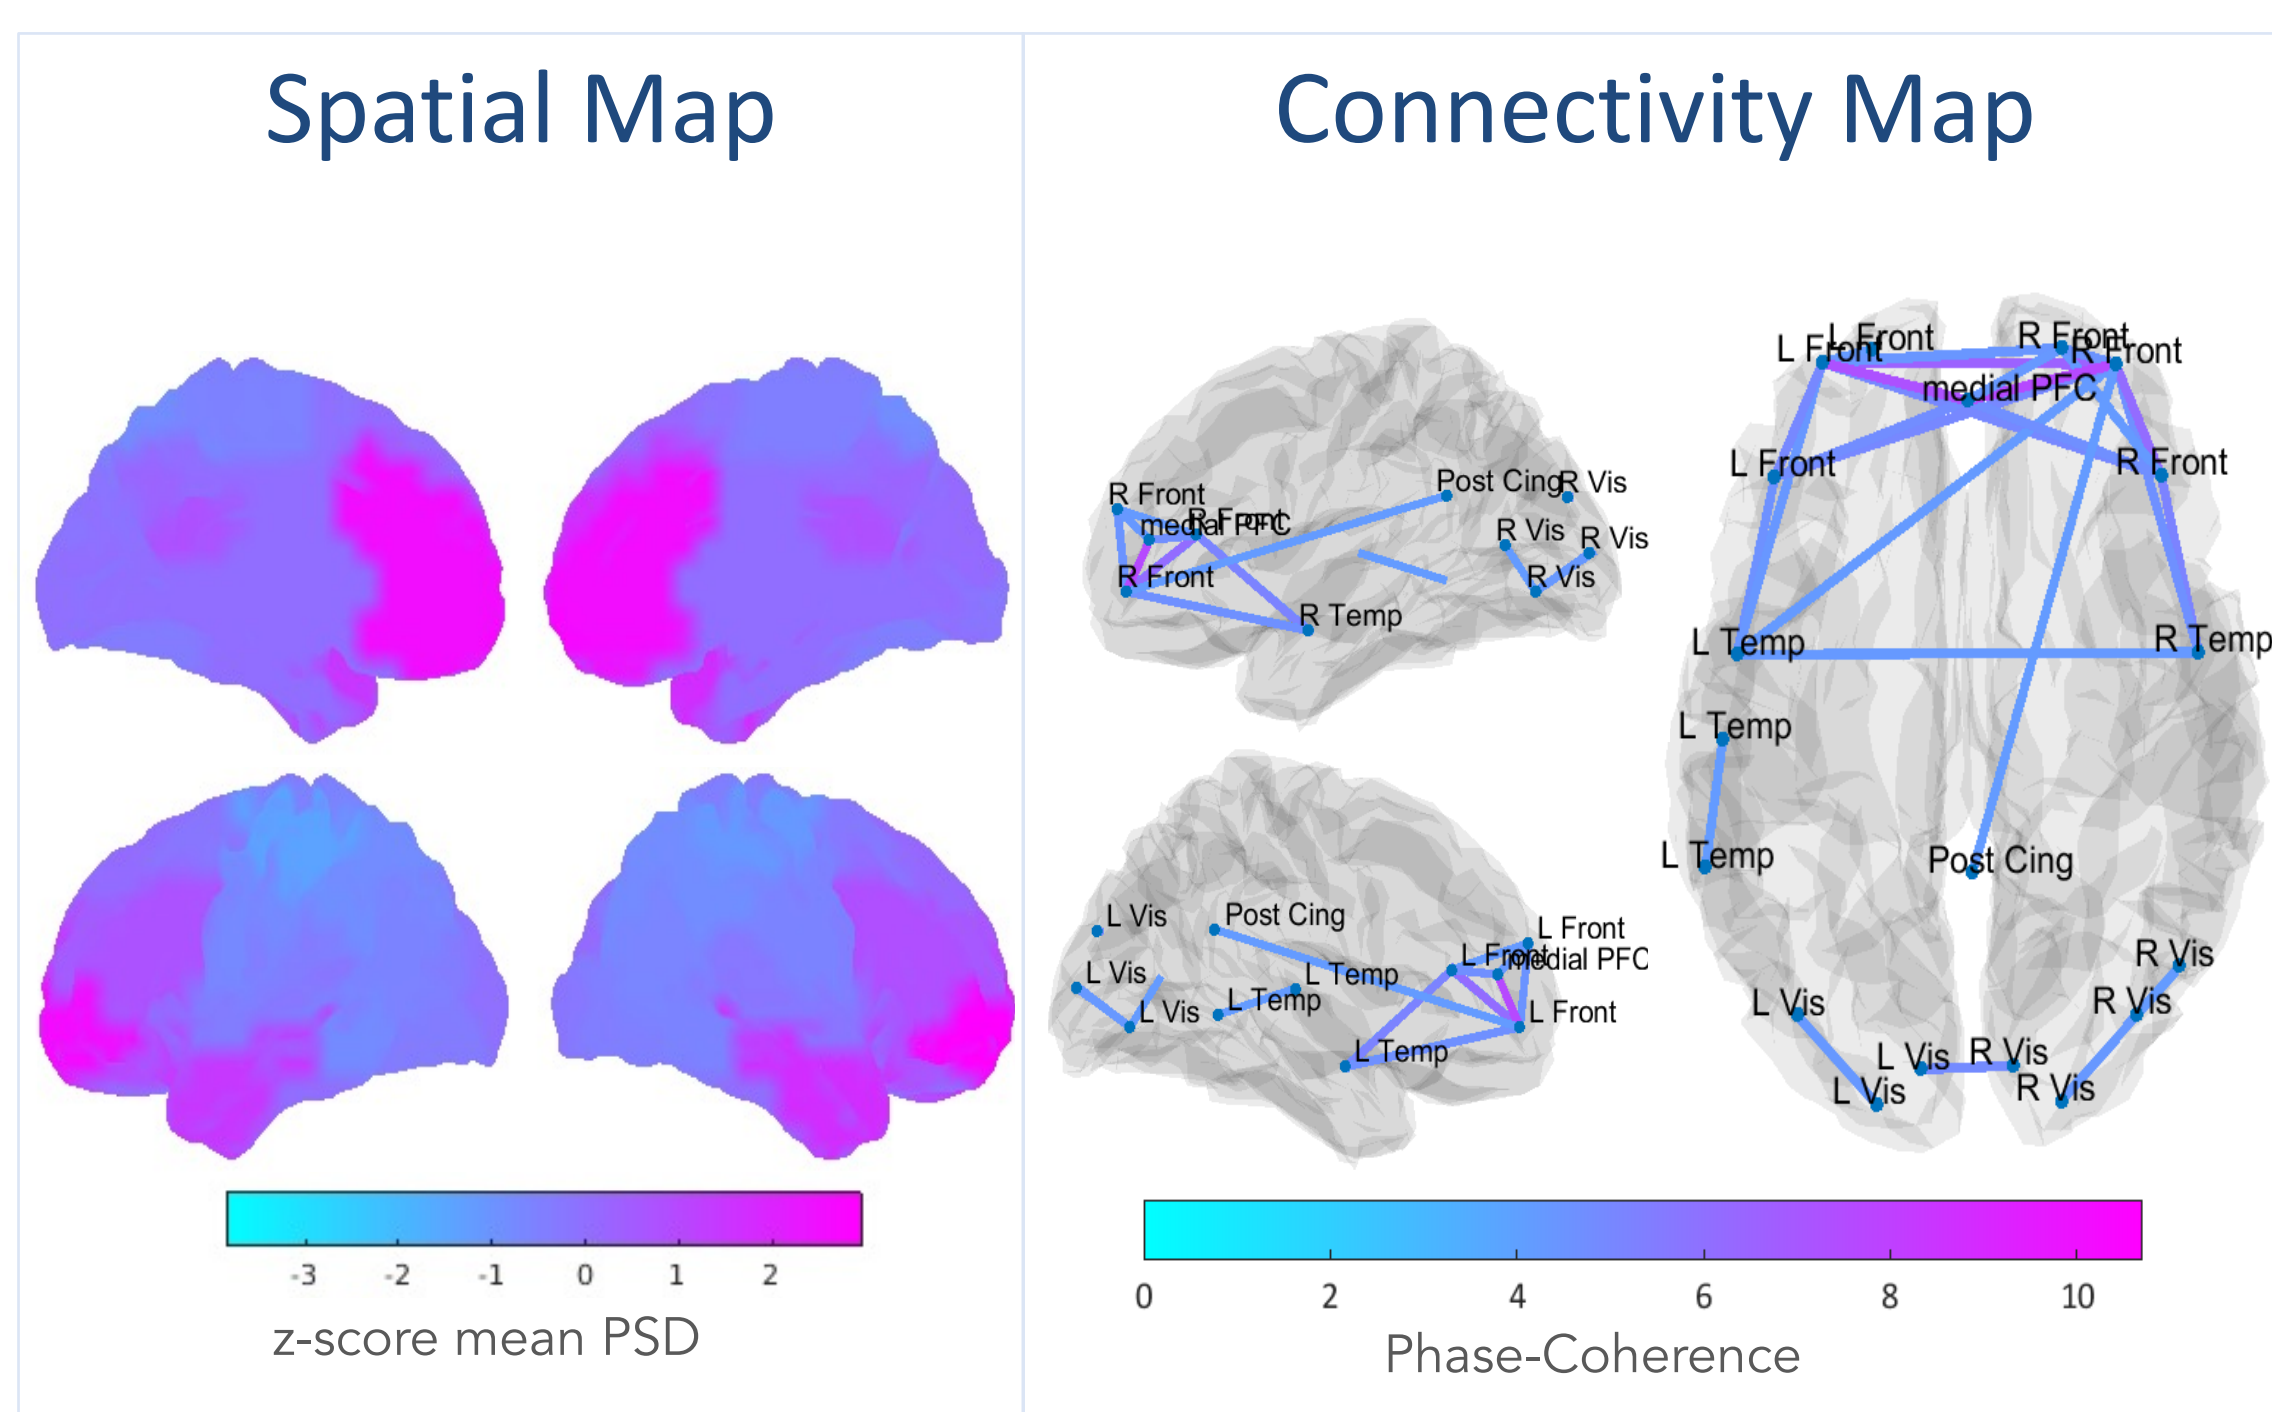 Spatial Map
Connectivity Map
-3 -2 -1 0 1 2
z-score mean PSD
R Front
medial PFC
R Front
R Front
R Temp
Post Cing
R Vis
R Vis
R Vis
R Vis
L Vis
L Vis
L Vis
Post Cing
L Temp
L Temp
L Temp
L Front
L Front
medial PFC
L Front
L Front
L Front
R Front
R Front
medial PFC
L Front
R Front
L Temp
R Temp
L Temp
L Temp
Post Cing
R Vis
L Vis
R Vis
L Vis
R Vis
L Vis
R Vis
0 2 4 6 8 10
Phase-Coherence